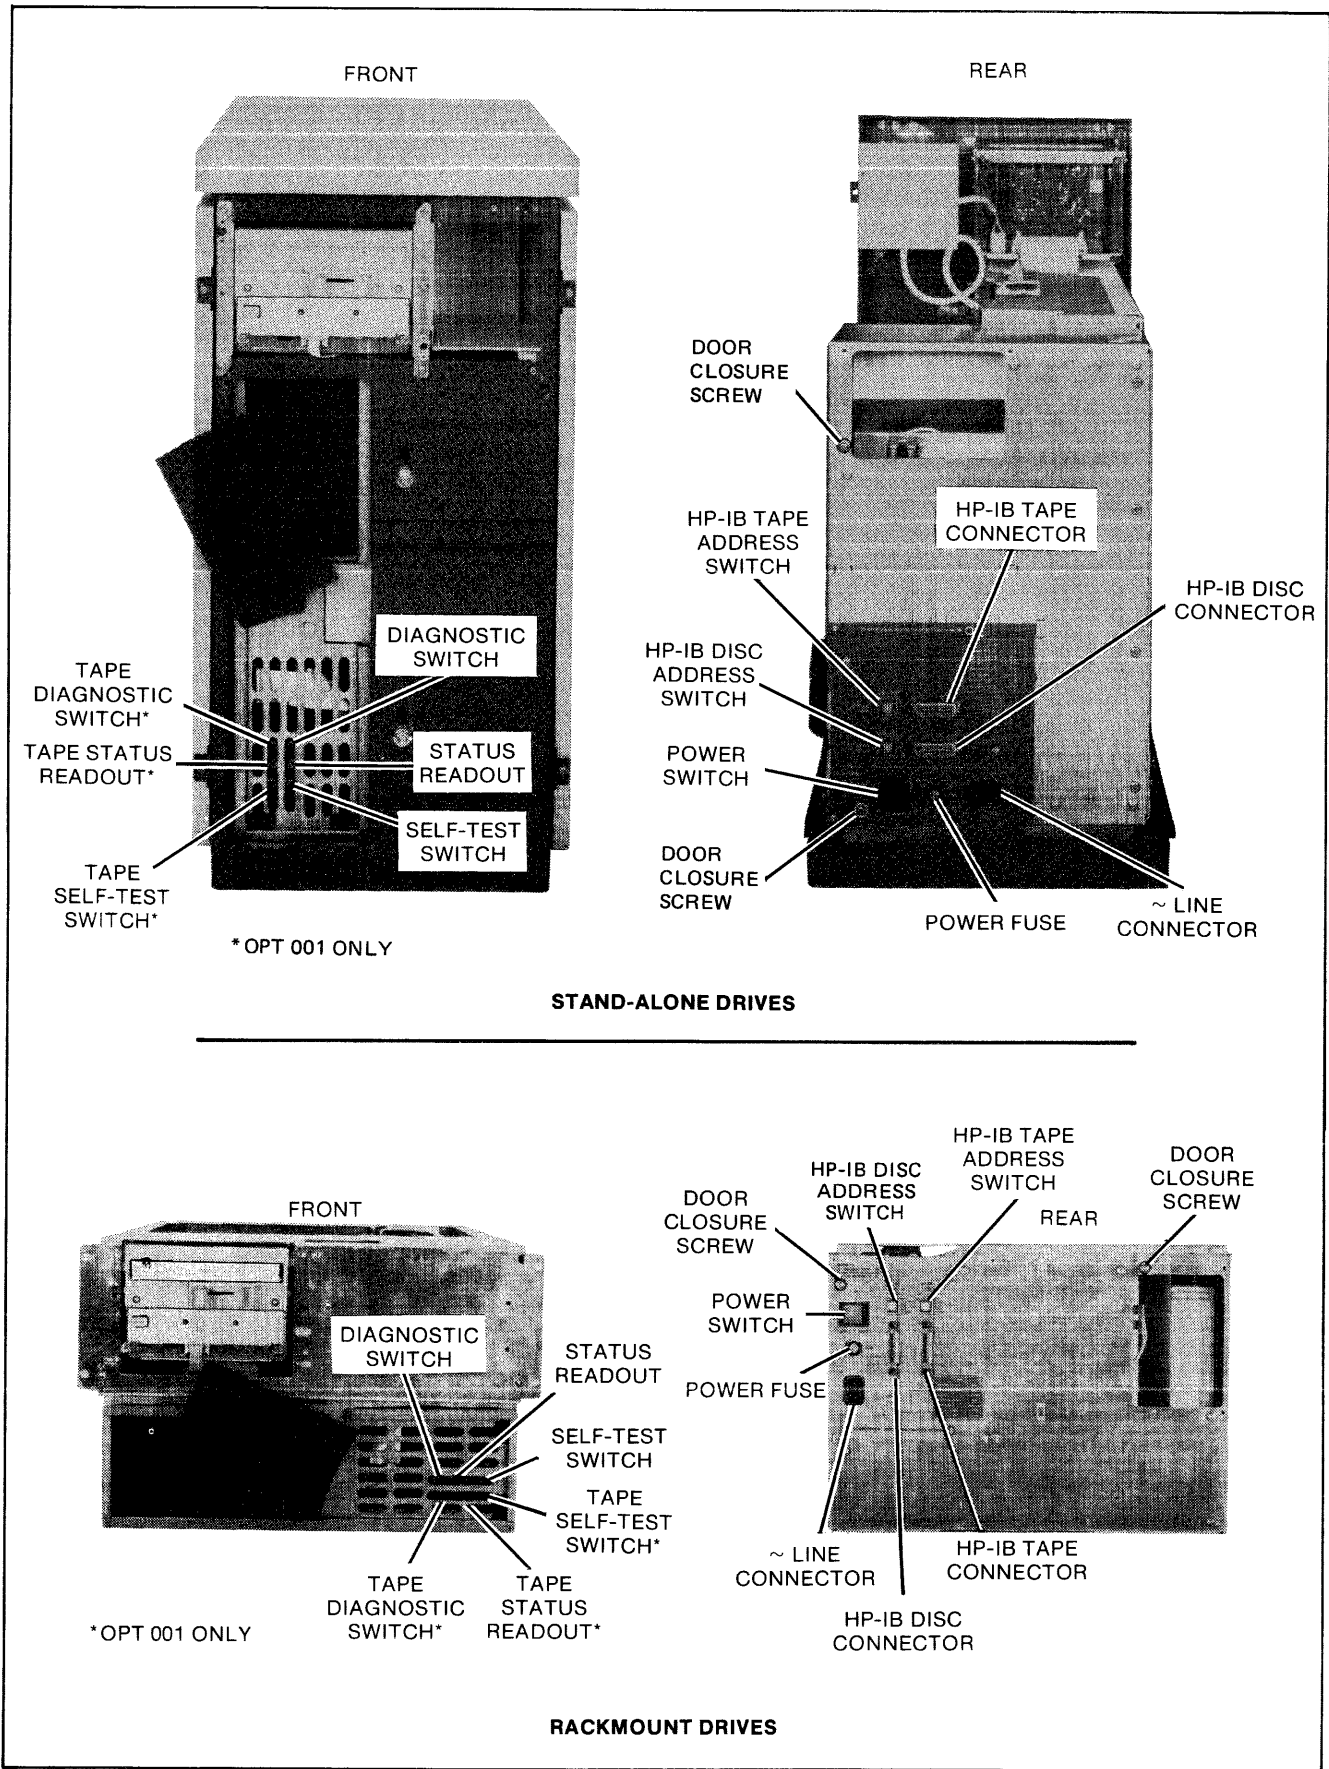 FRONT
REAR
DOOR
CLOSURE
SCREW
HP-IB TAPE
ADDRESS
SWITCH
HP-IB TAPE
CONNECTOR
HP-IB DISC
CONNECTOR
HP-IB DISC
ADDRESS
SWITCH
POWER
SWITCH
DOOR
CLOSURE
SCREW
POWER FUSE
~ LINE
CONNECTOR
DIAGNOSTIC
SWITCH
TAPE
DIAGNOSTIC
SWITCH*
TAPE STATUS
READOUT*
STATUS
READOUT
SELF-TEST
SWITCH
TAPE
SELF-TEST
SWITCH*
*OPT 001 ONLY
STAND-ALONE DRIVES
FRONT
DIAGNOSTIC
SWITCH
STATUS
READOUT
SELF-TEST
SWITCH
TAPE
SELF-TEST
SWITCH*
TAPE
DIAGNOSTIC
SWITCH*
TAPE
STATUS
READOUT*
*OPT 001 ONLY
DOOR
CLOSURE
SCREW
HP-IB DISC
ADDRESS
SWITCH
HP-IB TAPE
ADDRESS
SWITCH
REAR
DOOR
CLOSURE
SCREW
POWER
SWITCH
POWER FUSE
~ LINE
CONNECTOR
HP-IB DISC
CONNECTOR
HP-IB TAPE
CONNECTOR
RACKMOUNT DRIVES